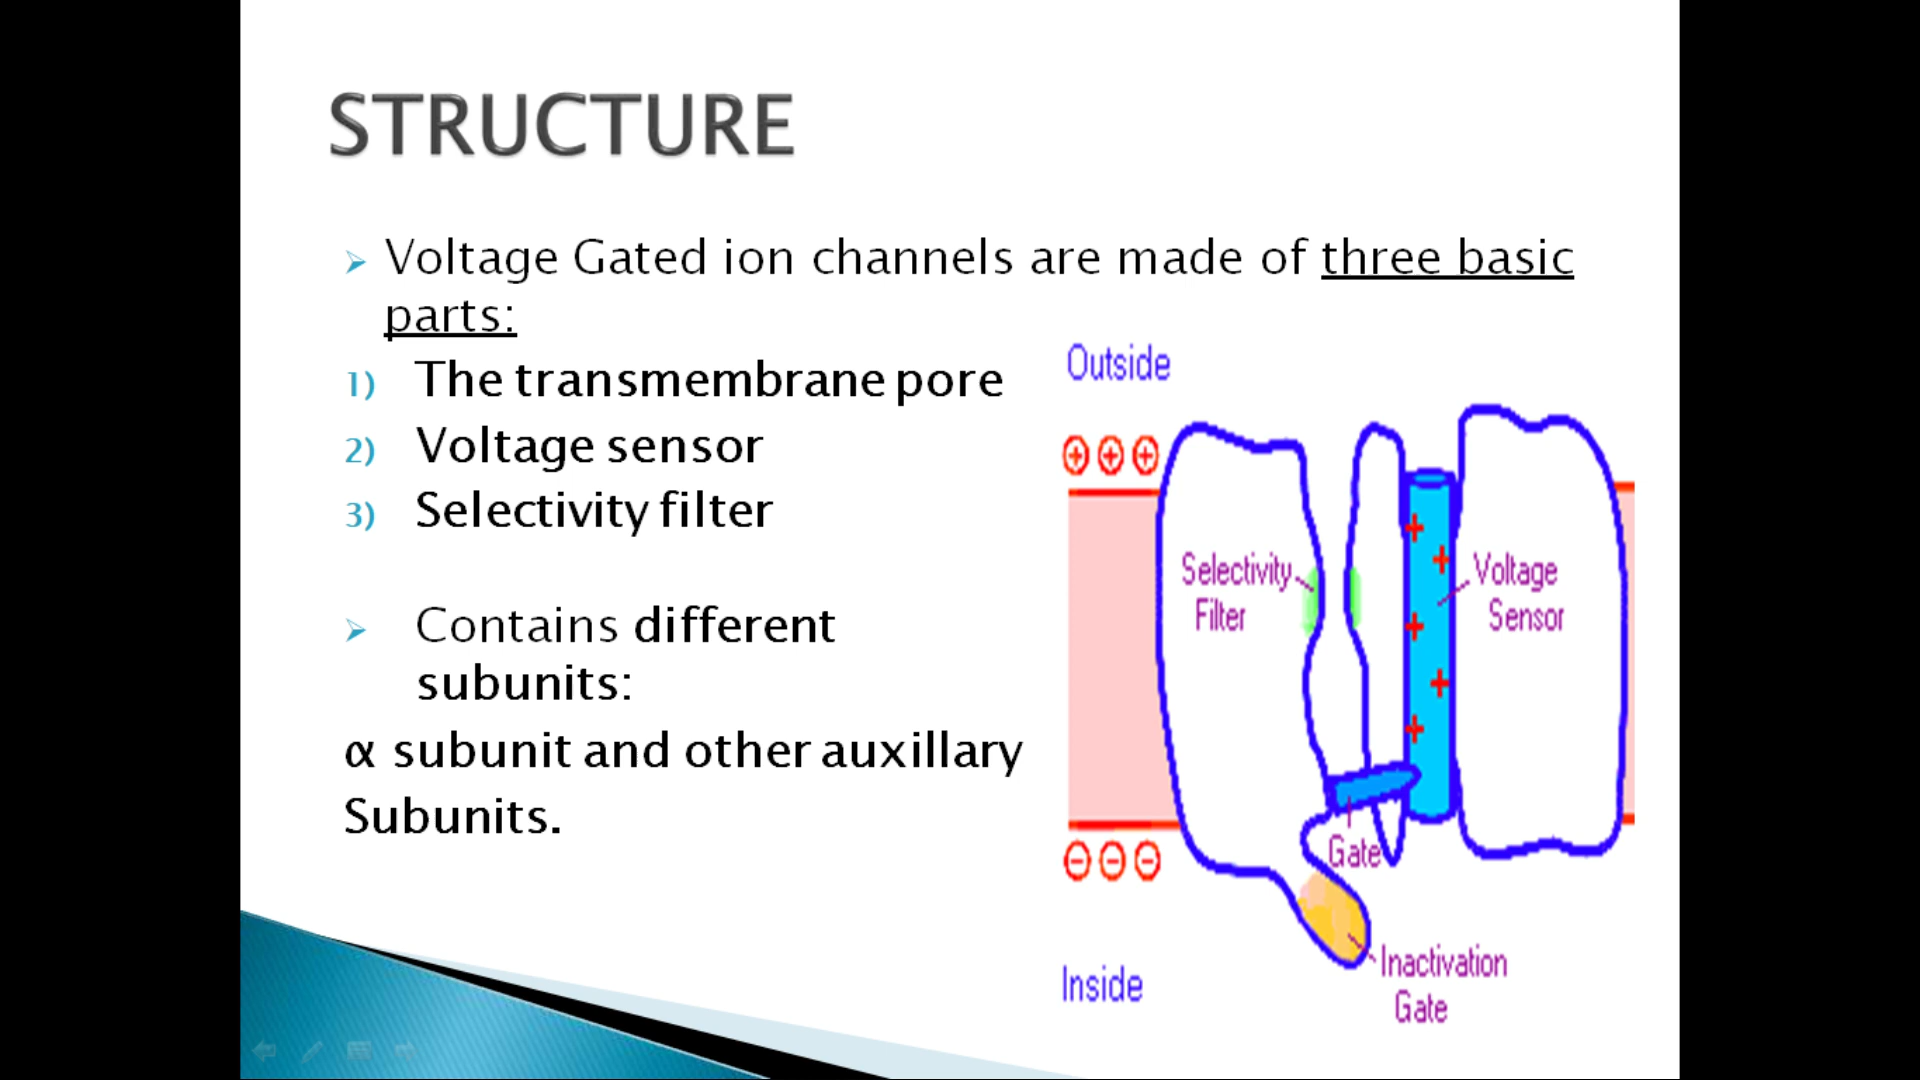 STRUCTURE
Voltage Gated ion channels are made of three basic
parts:
1) The transmembrane pore
2) Voltage sensor
3) Selectivity filter
Contains different
subunits:
α subunit and other auxillary
Subunits.
Outside
+ + +
Selectivity
Filter
Voltage
Sensor
+
+
+
+
+
Gate
− − −
Inactivation
Gate
Inside